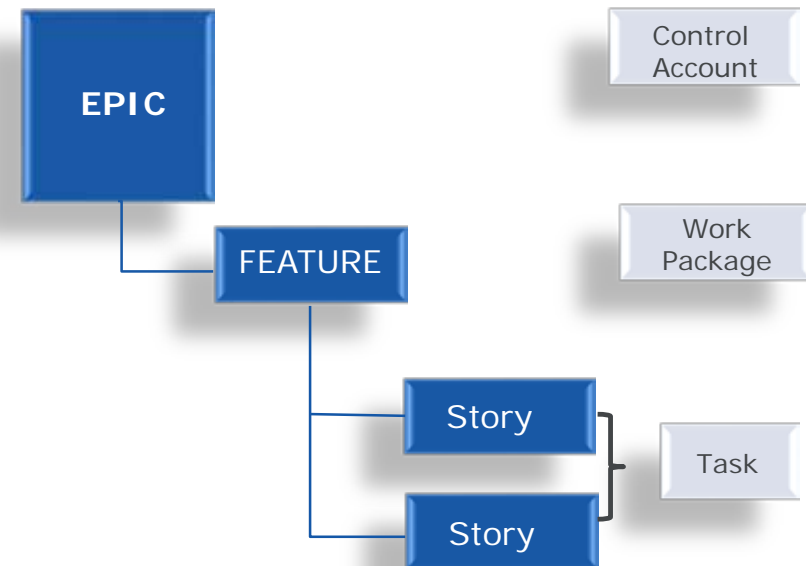 EPIC
Control
Account
FEATURE
Work
Package
Story
Task
Story